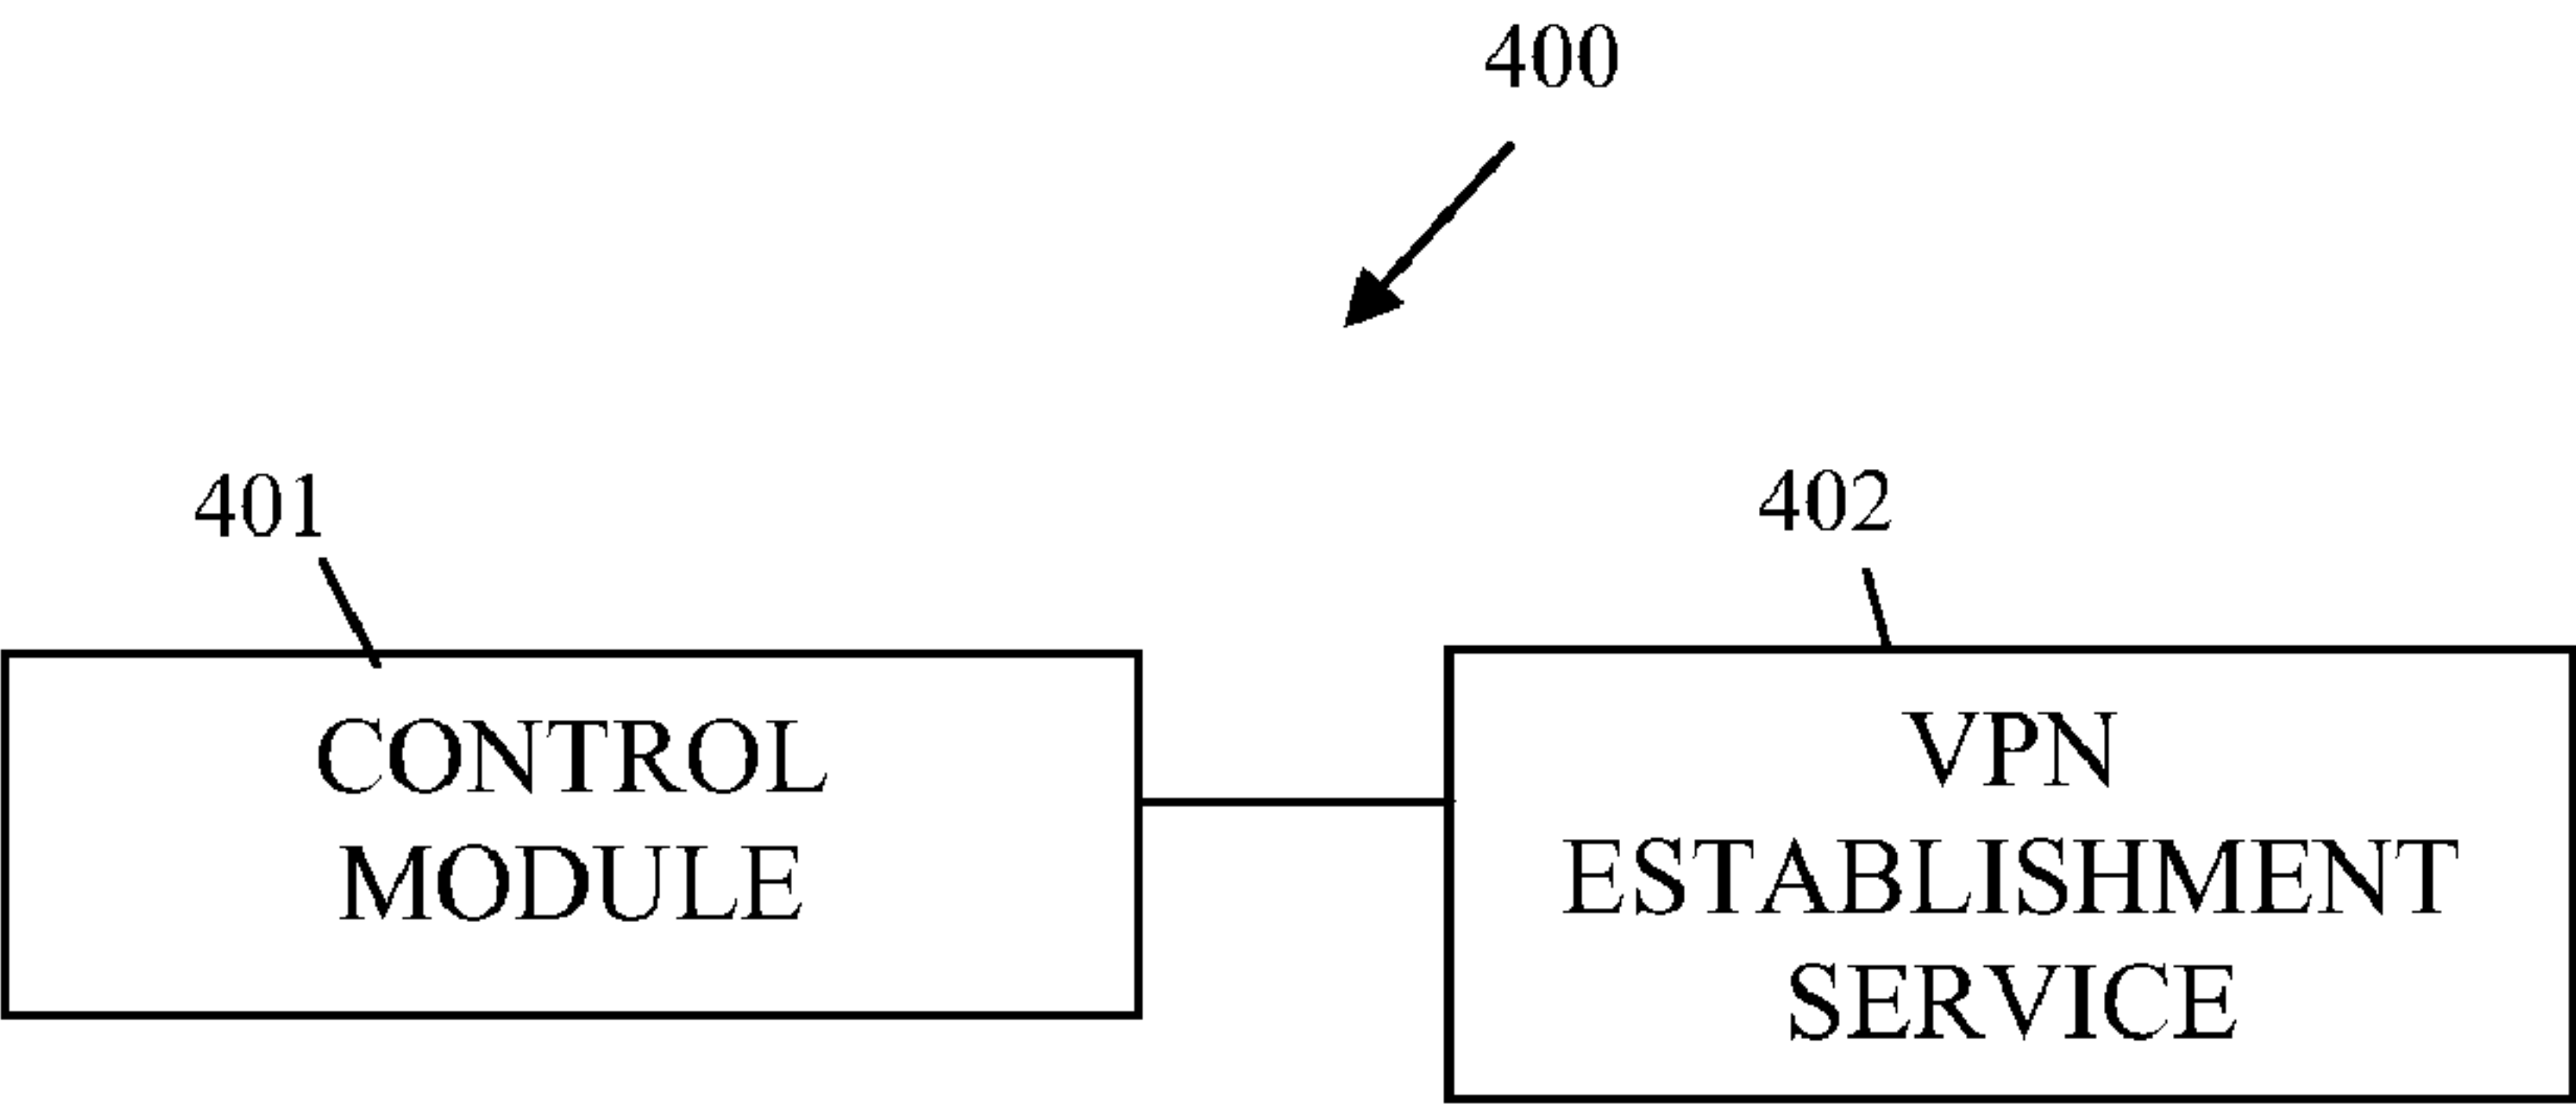 400
401
402
CONTROL
MODULE
VPN
ESTABLISHMENT
SERVICE